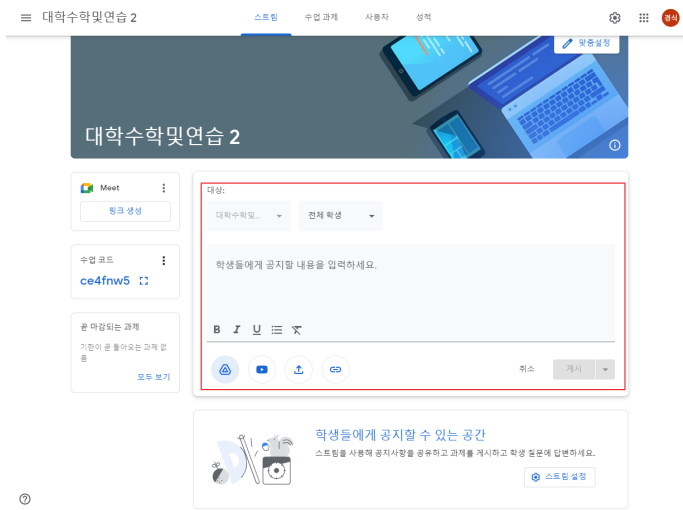 대학수학및연습 2
스트림 수업 과제 사용자 성적
경식
맞춤설정
대학수학및연습 2
Meet
링크 생성
수업 코드
ce4fnw5
곧 마감되는 과제
기한이 곧 돌아오는 과제 없
음
모두 보기
대상:
대학수학및... 전체 학생
학생들에게 공지할 내용을 입력하세요.
B I U
취소 게시
학생들에게 공지할 수 있는 공간
스트림을 사용해 공지사항을 공유하고 과제를 게시하고 학생 질문에 답변하세요.
스트림 설정